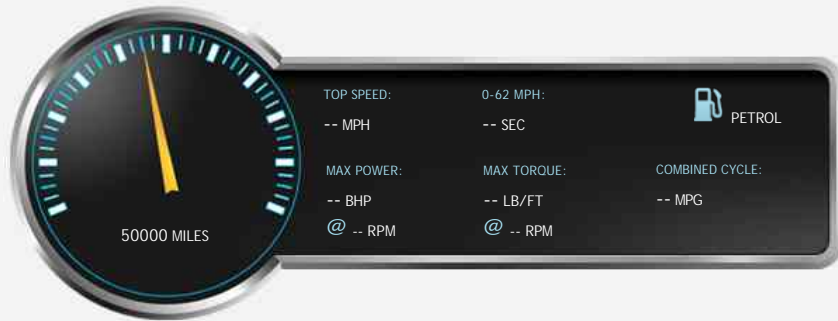 TOP SPEED:
-- MPH
0-62 MPH:
-- SEC
PETROL
MAX POWER:
-- BHP
@ -- RPM
MAX TORQUE:
-- LB/FT
@ -- RPM
COMBINED CYCLE:
-- MPG
50000 MILES